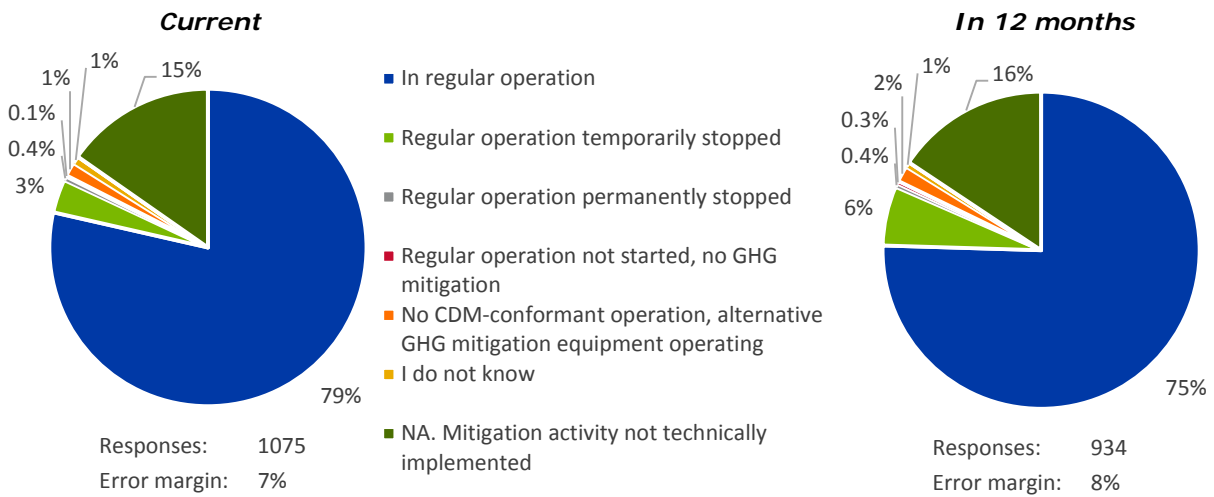 Current
1%
1%
15%
0.1%
0.4%
3%
79%
Responses: 1075
Error margin: 7%
In regular operation
Regular operation temporarily stopped
Regular operation permanently stopped
Regular operation not started, no GHG
mitigation
No CDM-conformant operation, alternative
GHG mitigation equipment operating
I do not know
NA. Mitigation activity not technically
implemented
In 12 months
1%
2%
16%
0.3%
0.4%
6%
75%
Responses: 934
Error margin: 8%